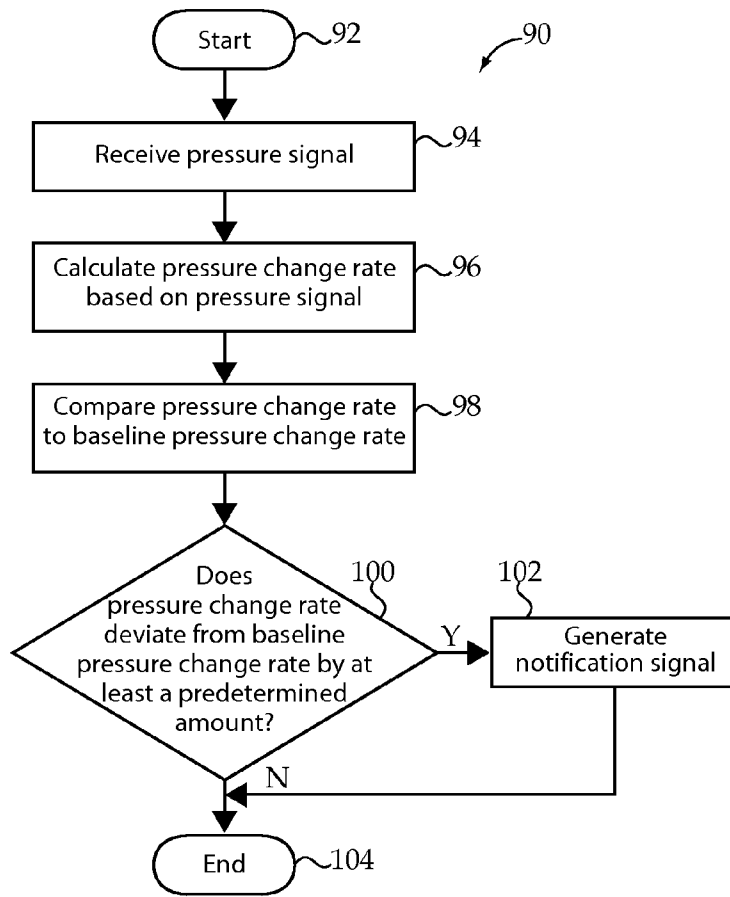 Start
92
90
Receive pressure signal
94
Calculate pressure change rate
based on pressure signal
96
Compare pressure change rate
to baseline pressure change rate
98
Does
pressure change rate
deviate from baseline
pressure change rate by at
least a predetermined
amount?
100
Y
102
Generate
notification signal
N
End
104